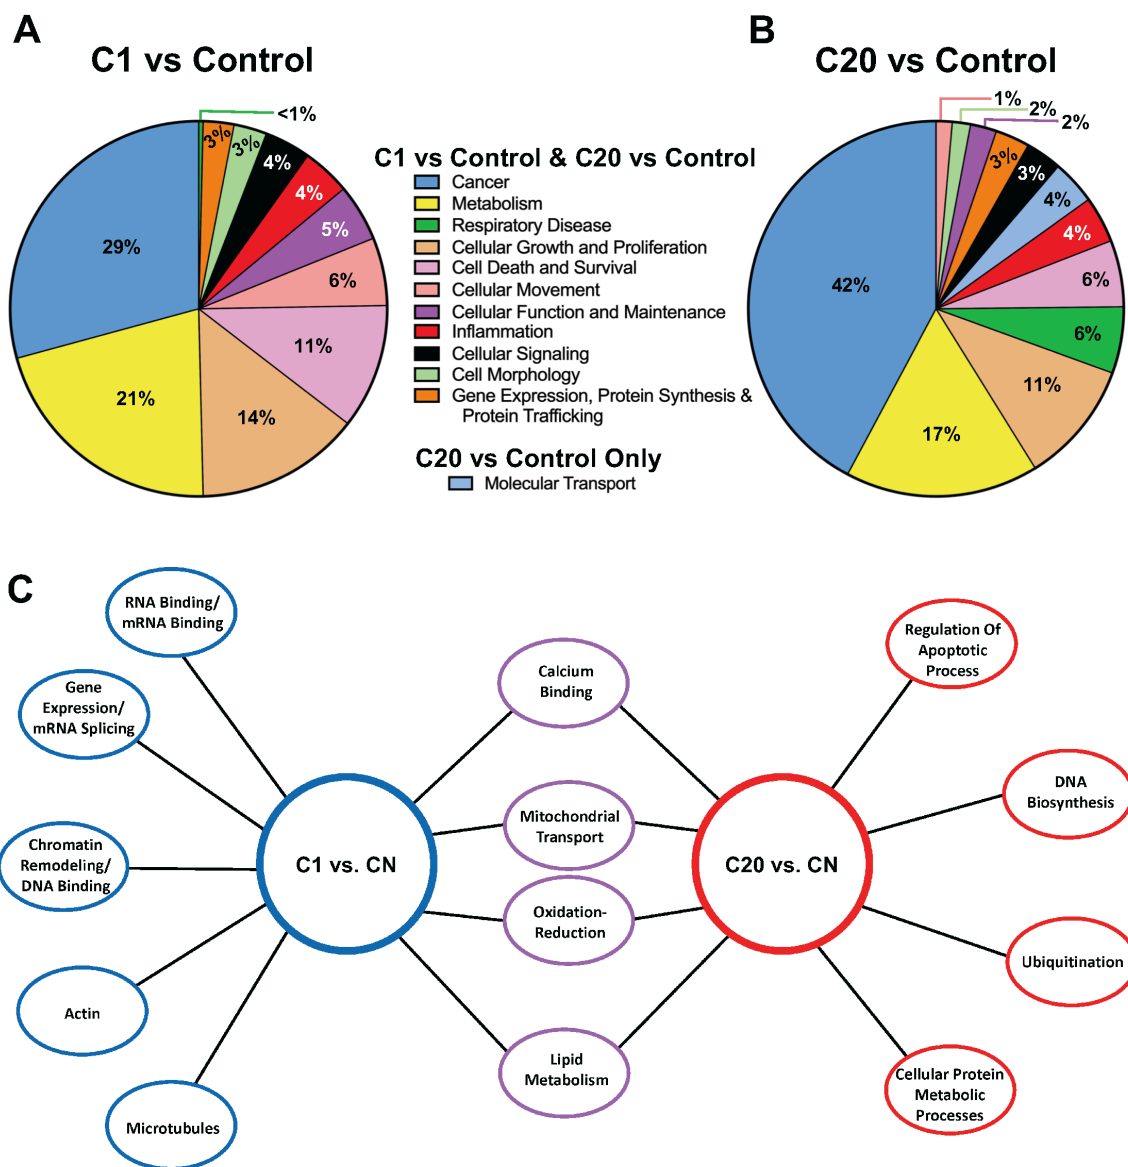 A
C1 vs Control
<1%
3%
3%
4%
4%
5%
6%
11%
14%
21%
29%
C1 vs Control & C20 vs Control
Cancer
Metabolism
Respiratory Disease
Cellular Growth and Proliferation
Cell Death and Survival
Cellular Movement
Cellular Function and Maintenance
Inflammation
Cellular Signaling
Cell Morphology
Gene Expression, Protein Synthesis &
Protein Trafficking
C20 vs Control Only
Molecular Transport
B
C20 vs Control
1%
2%
2%
3%
3%
4%
4%
6%
6%
11%
17%
42%
C
RNA Binding/
mRNA Binding
Gene
Expression/
mRNA Splicing
Chromatin
Remodeling/
DNA Binding
Actin
Microtubules
C1 vs. CN
Calcium
Binding
Mitochondrial
Transport
Oxidation-
Reduction
Lipid
Metabolism
C20 vs. CN
Regulation Of
Apoptotic
Process
DNA
Biosynthesis
Ubiquitination
Cellular Protein
Metabolic
Processes